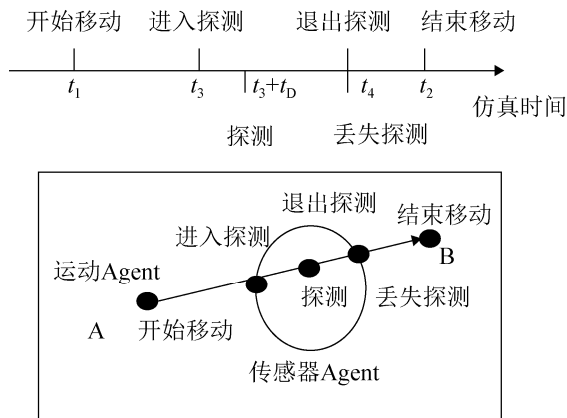 开始移动 进入探测 退出探测 结束移动
t1 t3 t3+tD t4 t2
仿真时间
探测 丢失探测
退出探测
结束移动
进入探测
B
运动Agent
探测 丢失探测
A 开始移动
传感器Agent